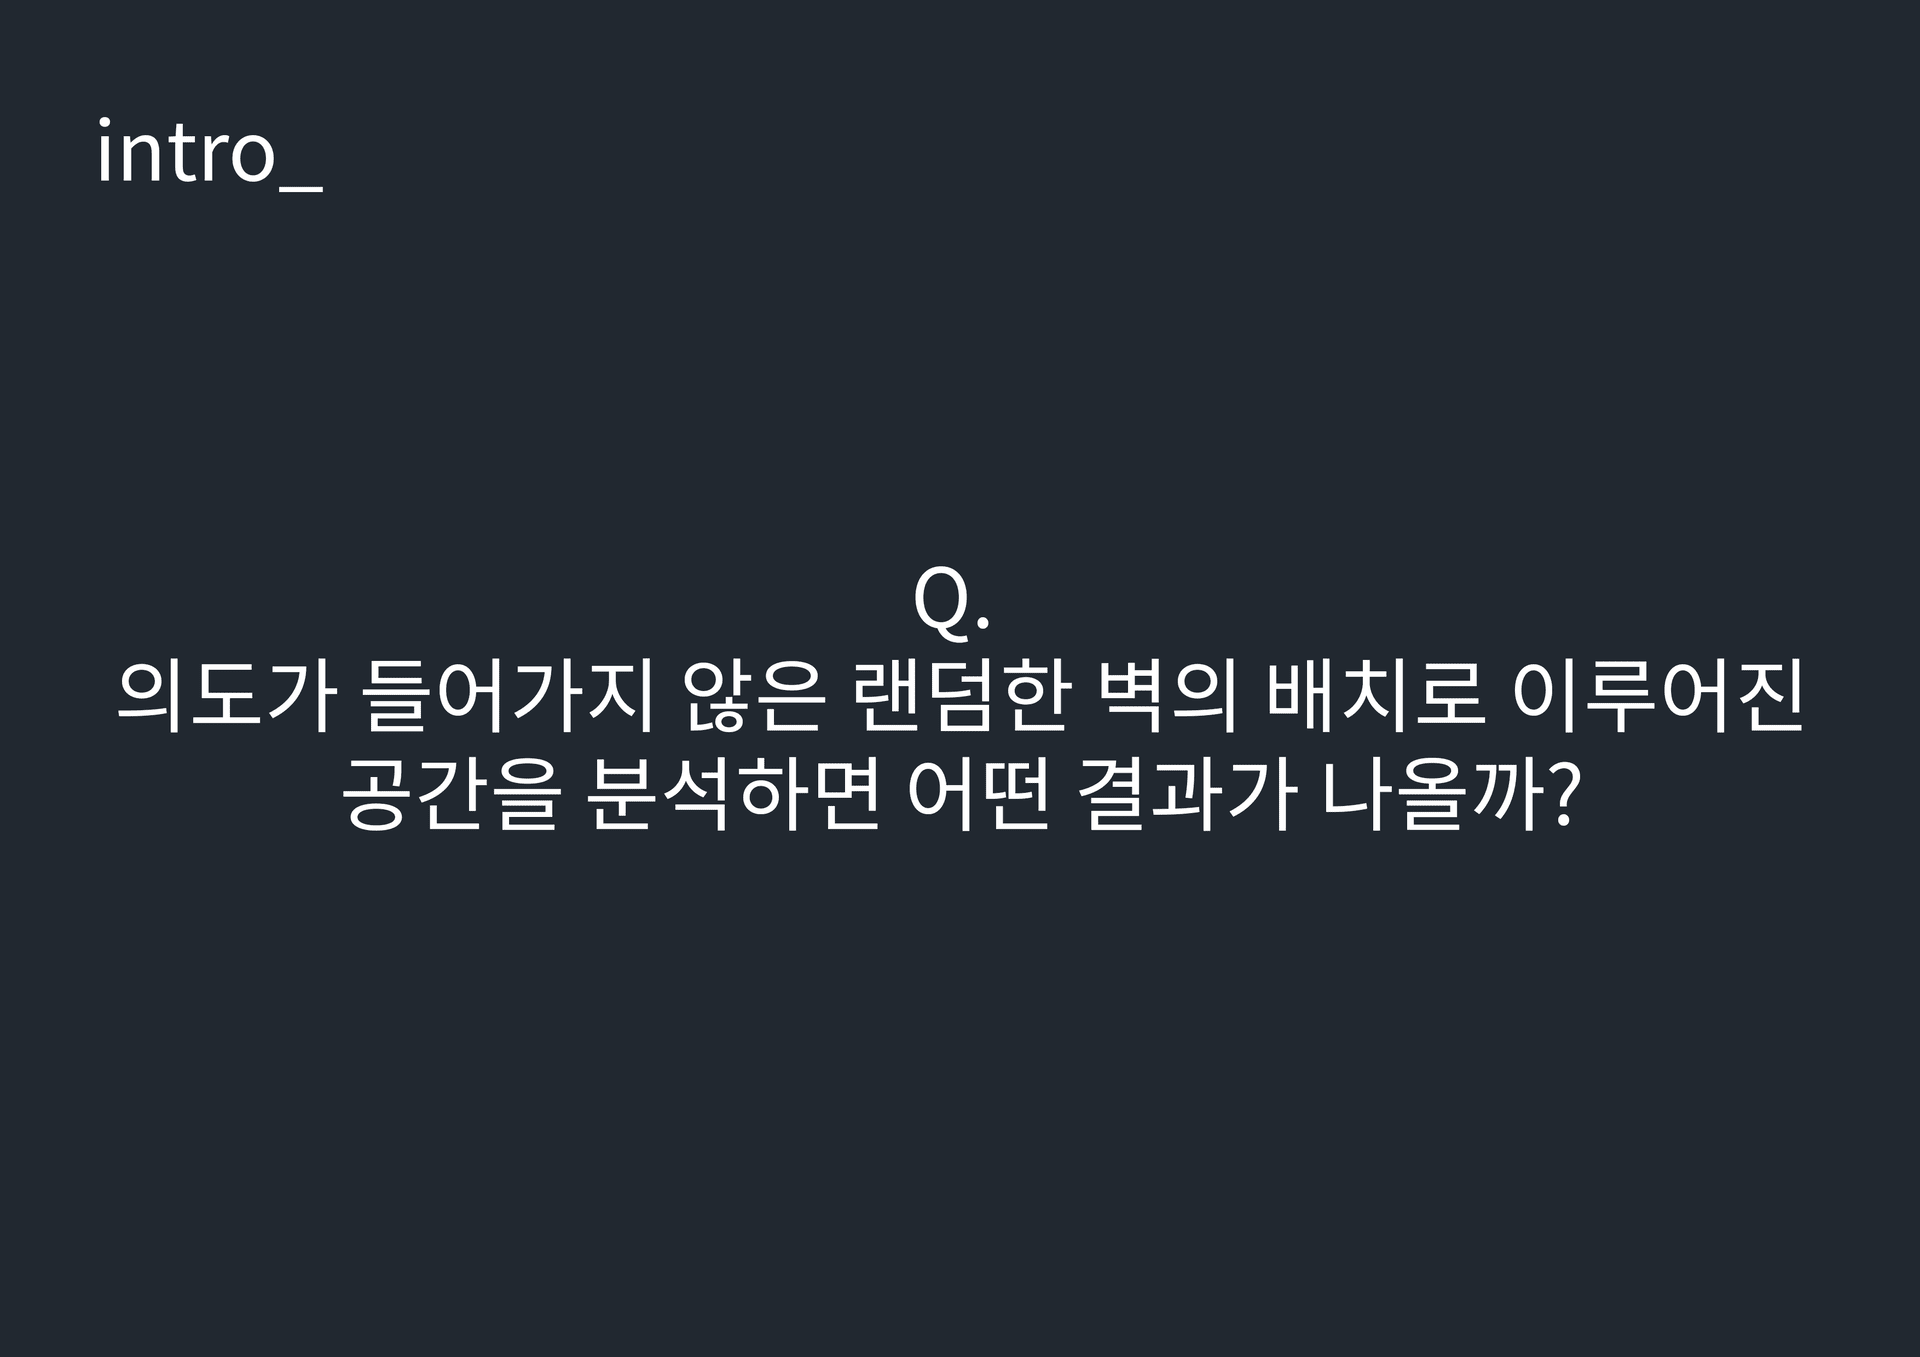 intro_
Q.
의도가 들어가지 않은 랜덤한 벽의 배치로 이루어진
공간을 분석하면 어떤 결과가 나올까?